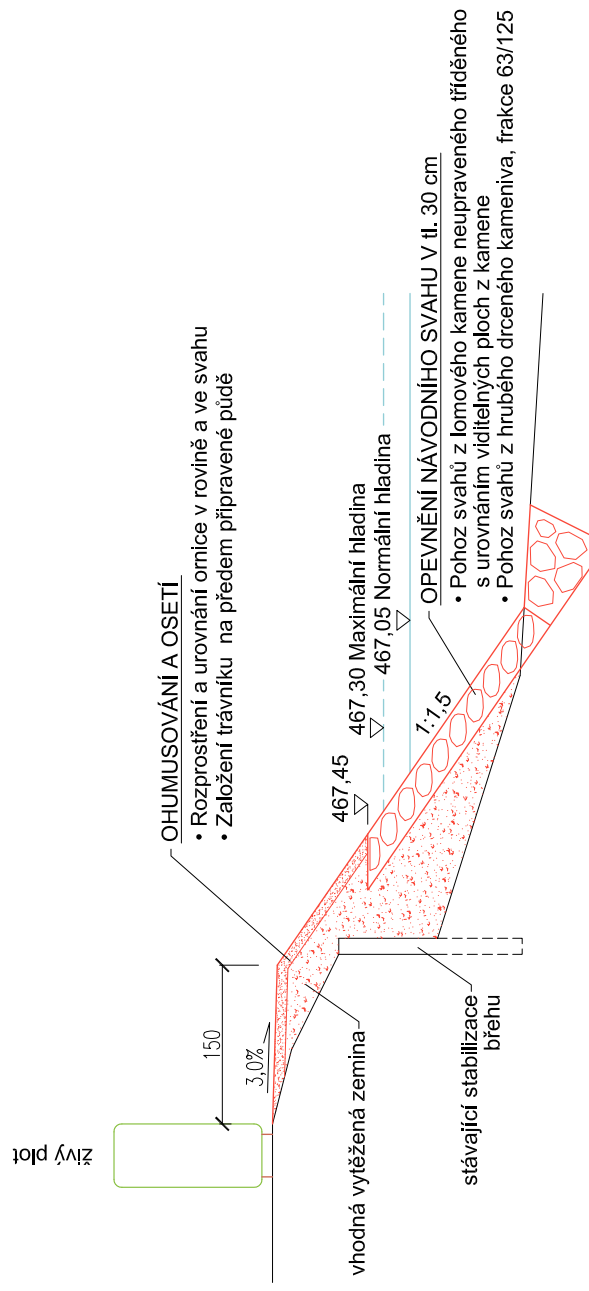 živý plot
150
3,0%
OHUMUSOVÁNÍ A OSETÍ
• Rozprostření a urovnání ornice v rovině a ve svahu
• Založení trávníku na předem připravené půdě
467,45
467,30 Maximální hladina
467,05 Normální hladina
1:1,5
OPEVNĚNÍ NÁVODNÍHO SVAHU V tl. 30 cm
• Pohoz svahů z lomového kamene neupraveného tříděného
s urovnáním viditelných ploch z kamene
• Pohoz svahů z hrubého drceného kameniva, frakce 63/125
vhodná vytěžená zemina
stávající stabilizace
břehu